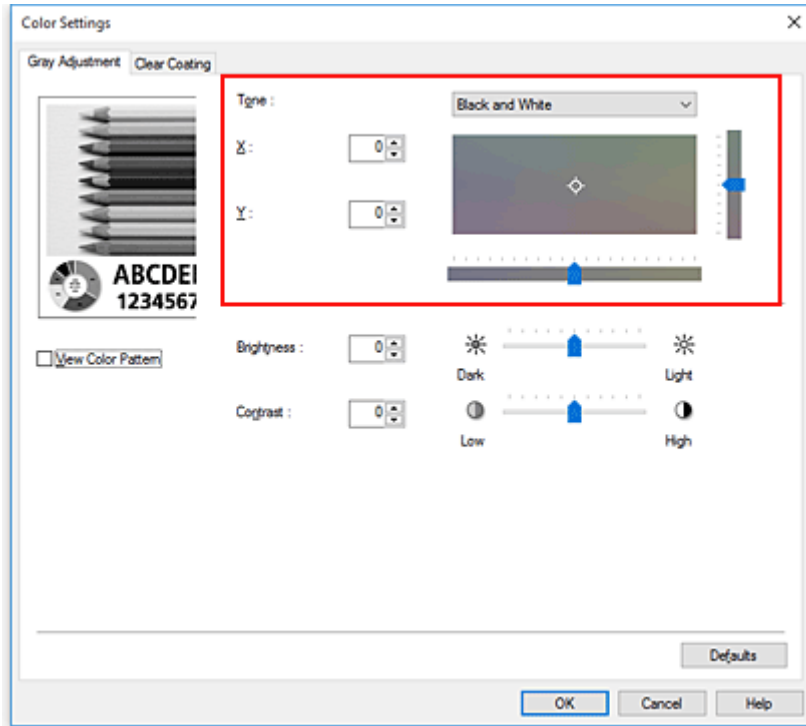 Color Settings
Gray Adjustment Clear Coating
Tone : Black and White
X : 0
Y : 0
ABCDE
1234567
View Color Pattern
Brightness : 0
Dark Light
Contrast : 0
Low High
Defaults
OK Cancel Help